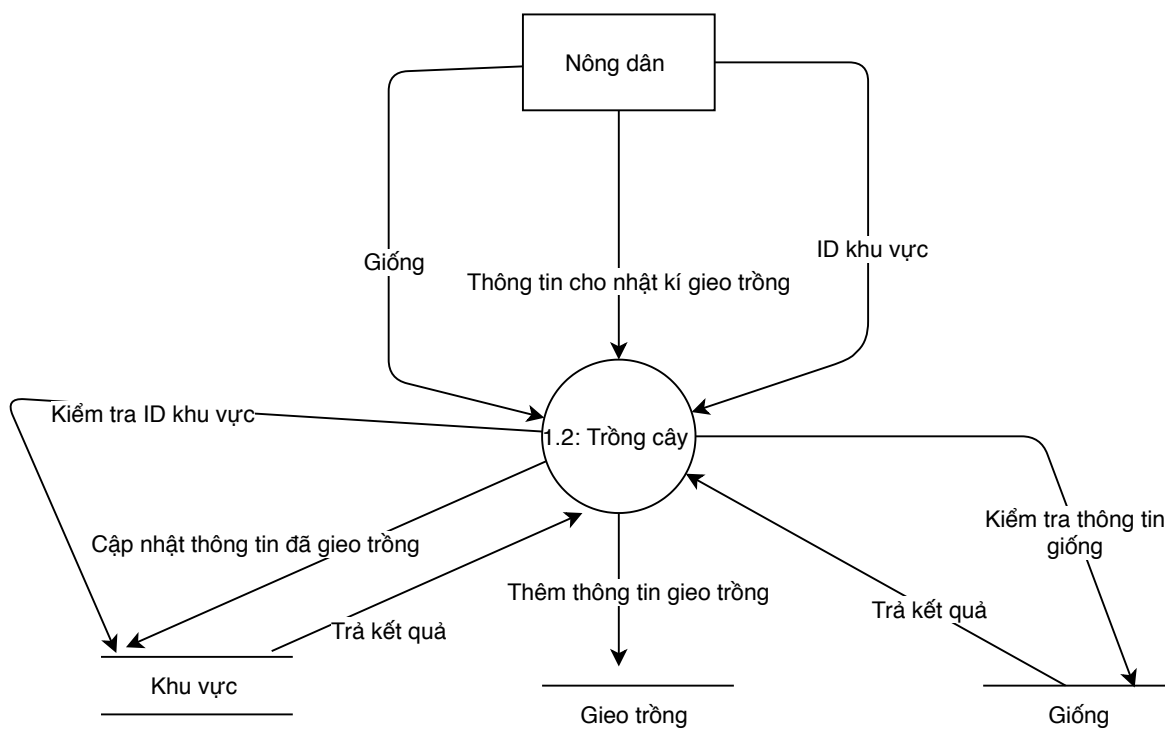 Nông dân
Giống
Thông tin cho nhật kí gieo trồng
ID khu vực
Kiểm tra ID khu vực
1.2: Trồng cây
Cập nhật thông tin đã gieo trồng
Trả kết quả
Thêm thông tin gieo trồng
Trả kết quả
Kiểm tra thông tin
giống
Khu vực
Gieo trồng
Giống